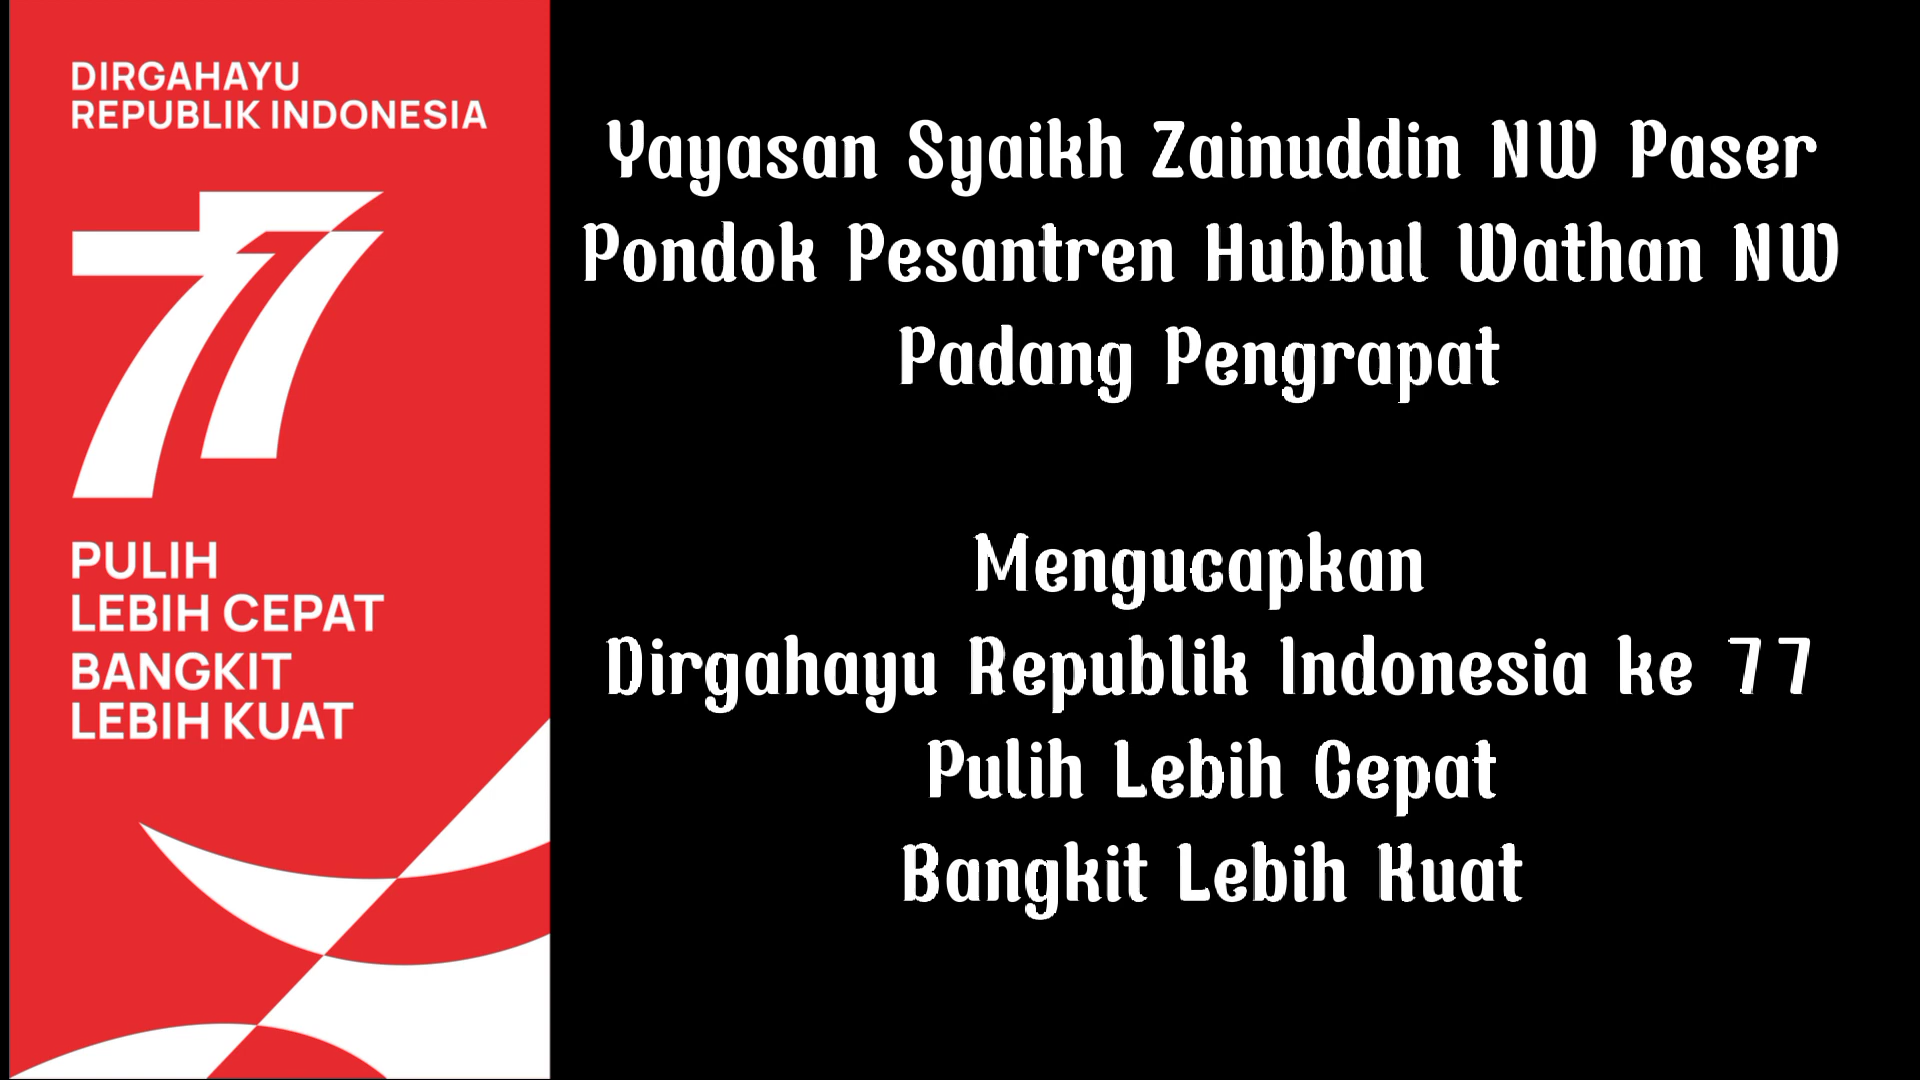 DIRGAHAYU
REPUBLIK INDONESIA
77
PULIH
LEBIH CEPAT
BANGKIT
LEBIH KUAT
Yayasan Syaikh Zainuddin NW Paser
Pondok Pesantren Hubbul Wathan NW
Padang Pengrapat
Mengucapkan
Dirgahayu Republik Indonesia ke 77
Pulih Lebih Cepat
Bangkit Lebih Kuat